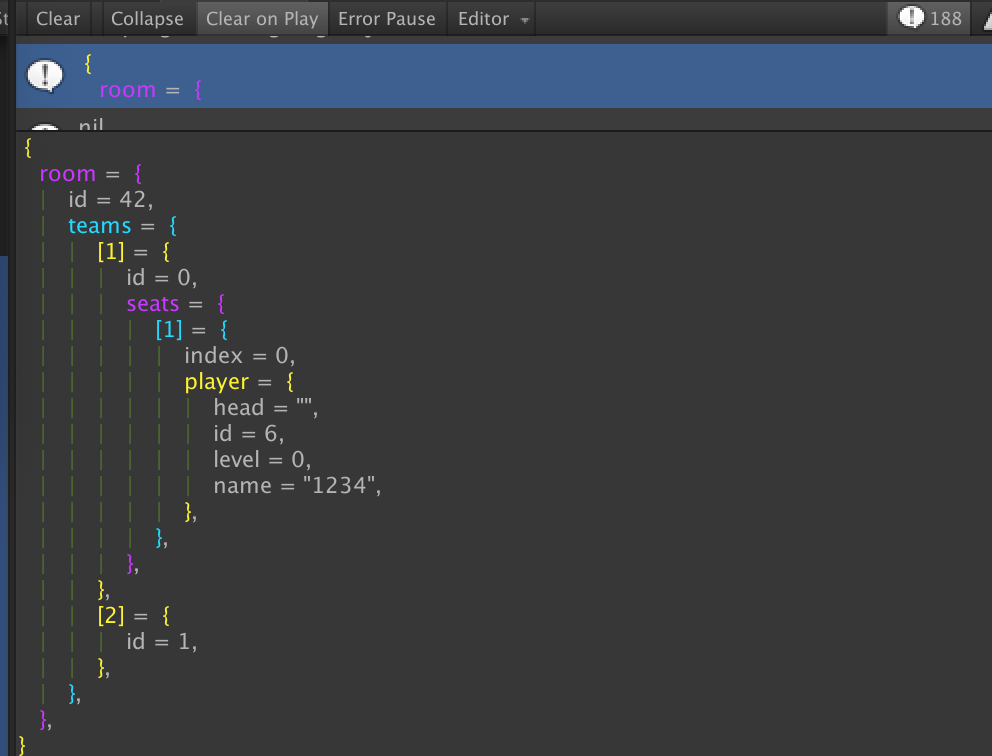 Clear Collapse Clear on Play Error Pause Editor 188
{
room = {
nil
{
room = {
id = 42,
teams = {
[1] = {
id = 0,
seats = {
[1] = {
index = 0,
player = {
head = "",
id = 6,
level = 0,
name = "1234",
},
},
},
},
[2] = {
id = 1,
},
},
},
}